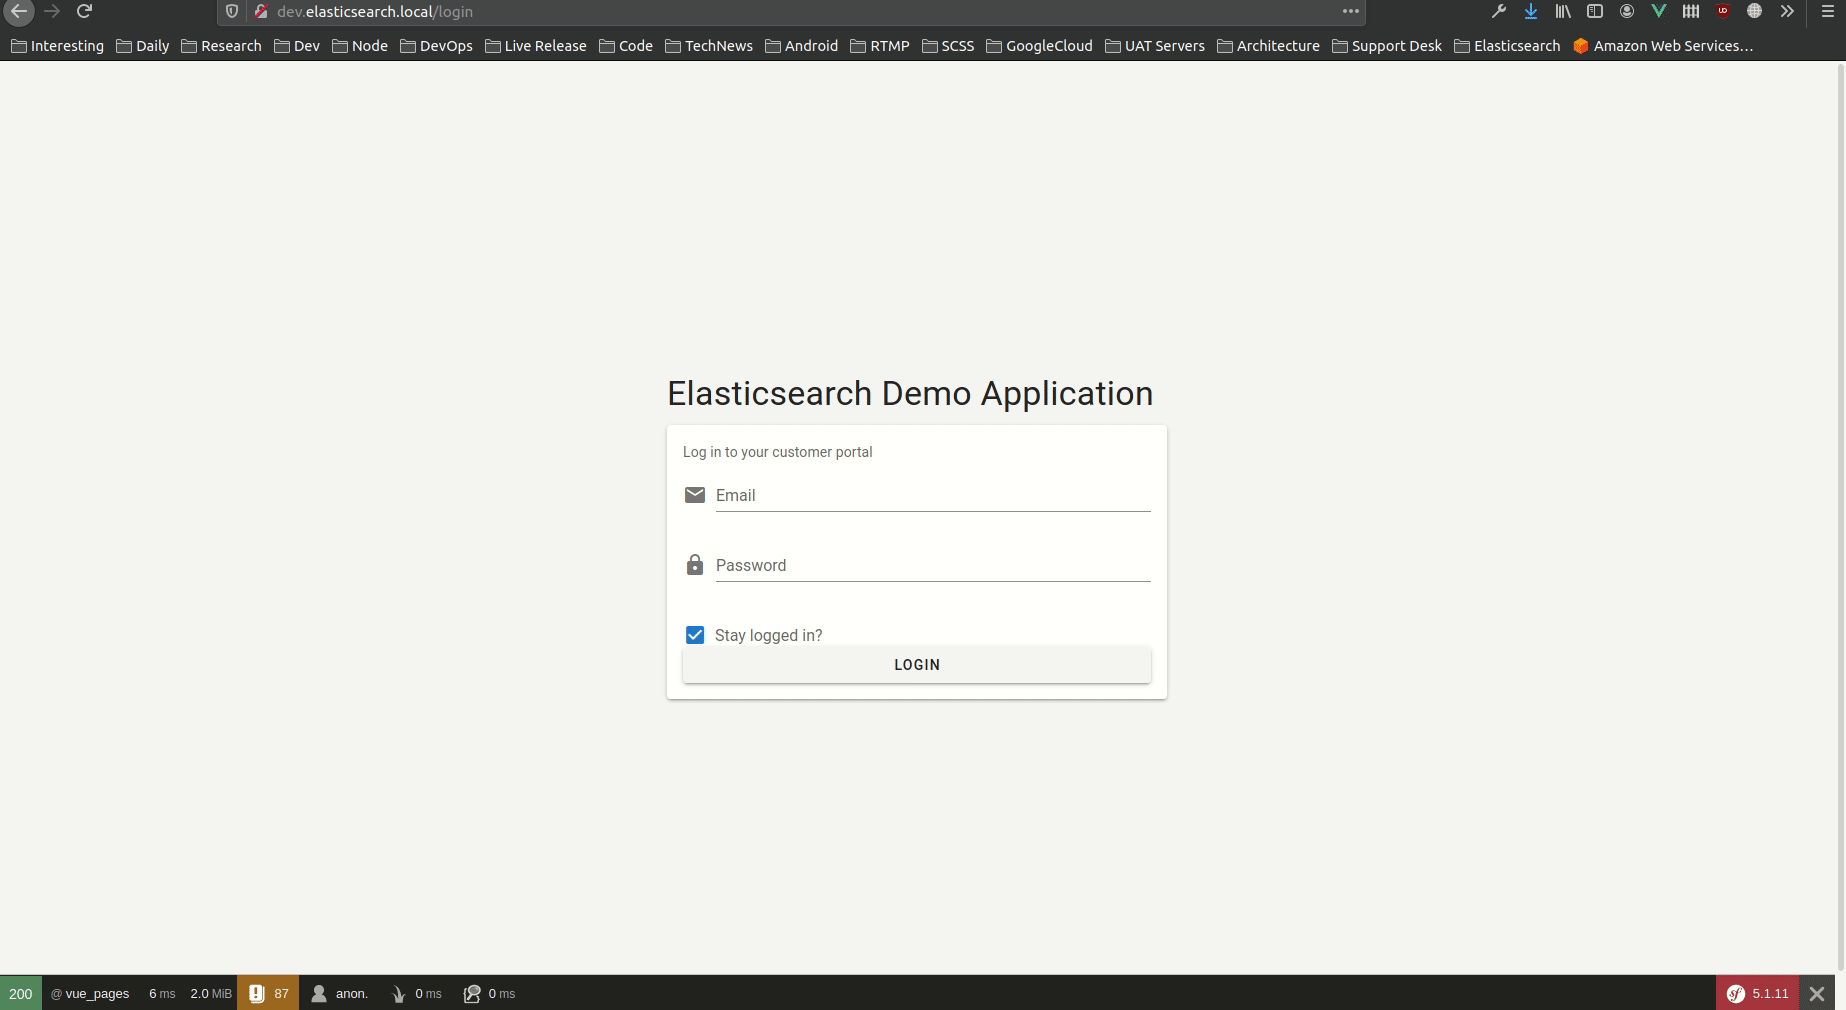 dev.elasticsearch.local/login
Interesting Daily Research Dev Node DevOps Live Release Code TechNews Android RTMP SCSS GoogleCloud UAT Servers Architecture Support Desk Elasticsearch Amazon Web Services…
Elasticsearch Demo Application
Log in to your customer portal
Email
Password
Stay logged in?
LOGIN
200 @ vue_pages 6 ms 2.0 MiB 87 anon. 0 ms 0 ms sf 5.1.11